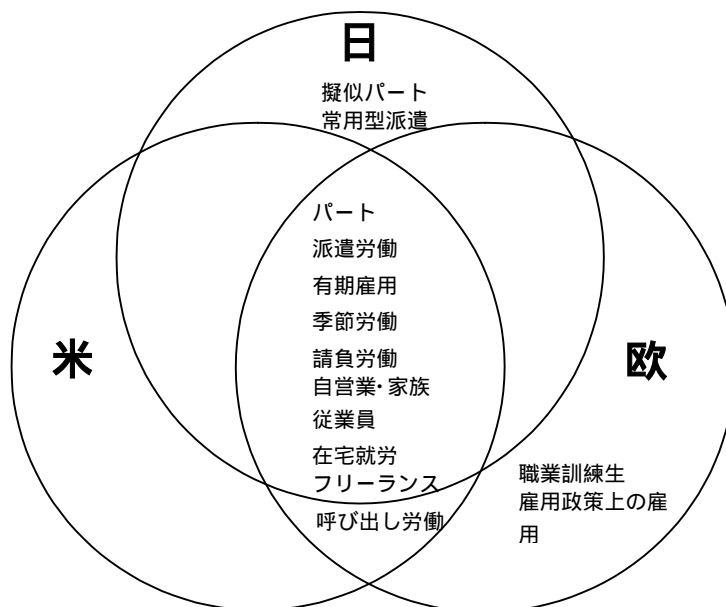 日
擬似パート
常用型派遣
パート
派遣労働
有期雇用
季節労働
請負労働
自営業・家族
従業員
在宅就労
フリーランス
呼び出し労働
米
欧
職業訓練生
雇用政策上の雇
用